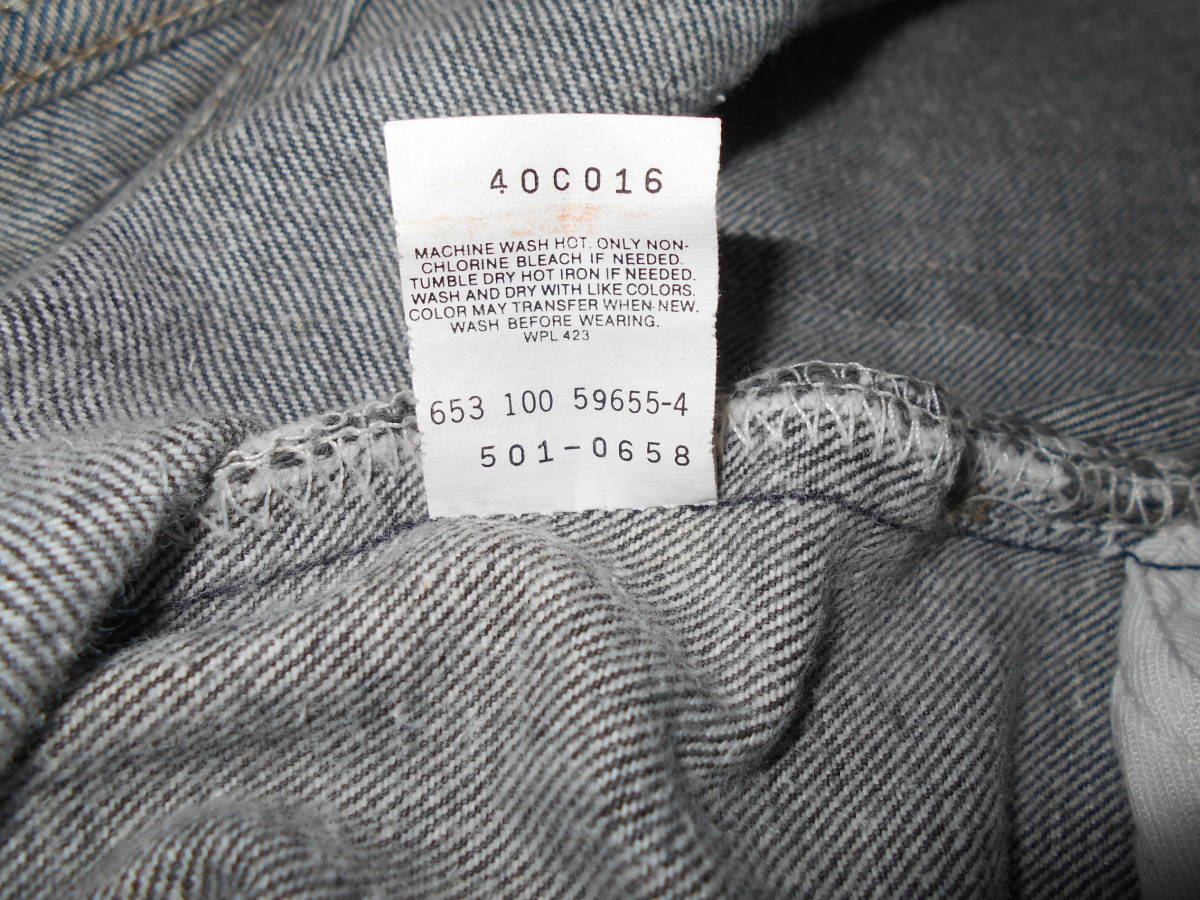 40C016
MACHINE WASH HOT. ONLY NON-
CHLORINE BLEACH IF NEEDED.
TUMBLE DRY HOT IRON IF NEEDED.
WASH AND DRY WITH LIKE COLORS.
COLOR MAY TRANSFER WHEN NEW.
WASH BEFORE WEARING.
WPL 423
653 100 59655-4
501-0658